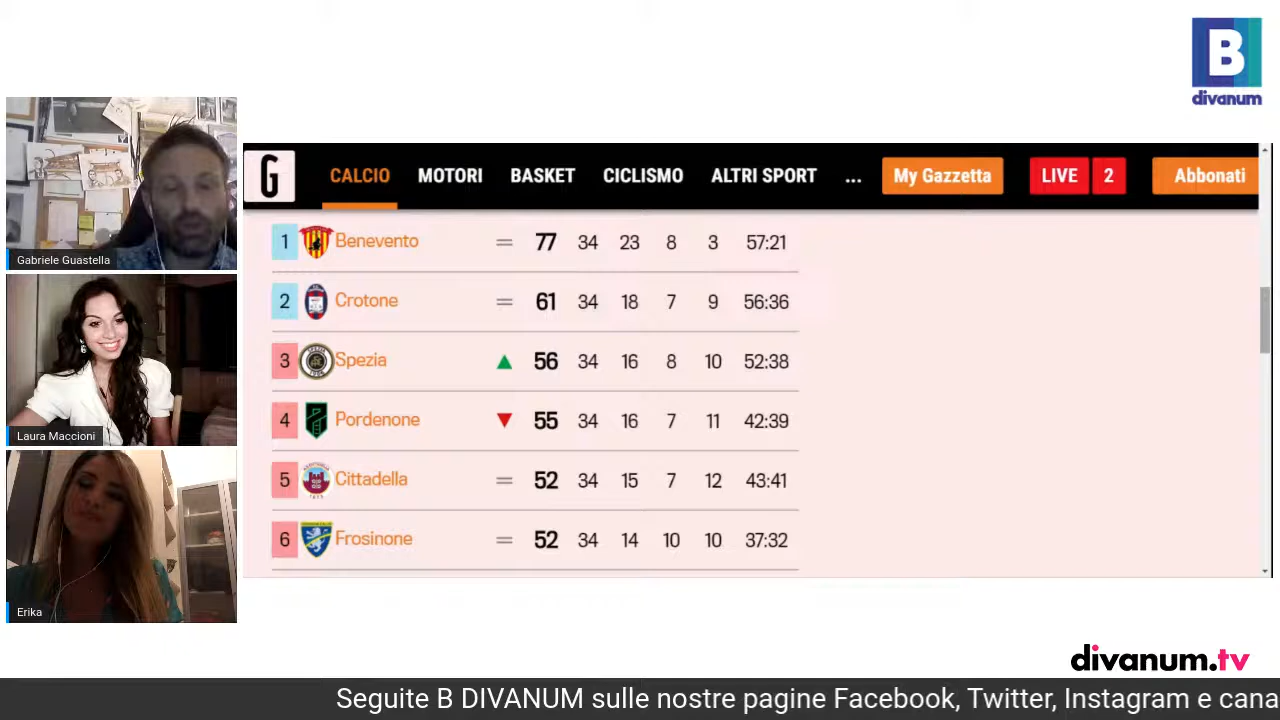 B
divanum
G CALCIO MOTORI BASKET CICLISMO ALTRI SPORT ... My Gazzetta LIVE 2 Abbonati
1 Benevento = 77 34 23 8 3 57:21
2 Crotone = 61 34 18 7 9 56:36
3 Spezia 56 34 16 8 10 52:38
4 Pordenone 55 34 16 7 11 42:39
5 Cittadella = 52 34 15 7 12 43:41
6 Frosinone = 52 34 14 10 10 37:32
Gabriele Guastella
Laura Maccioni
Erika
divanum.tv
Seguite B DIVANUM sulle nostre pagine Facebook, Twitter, Instagram e cana